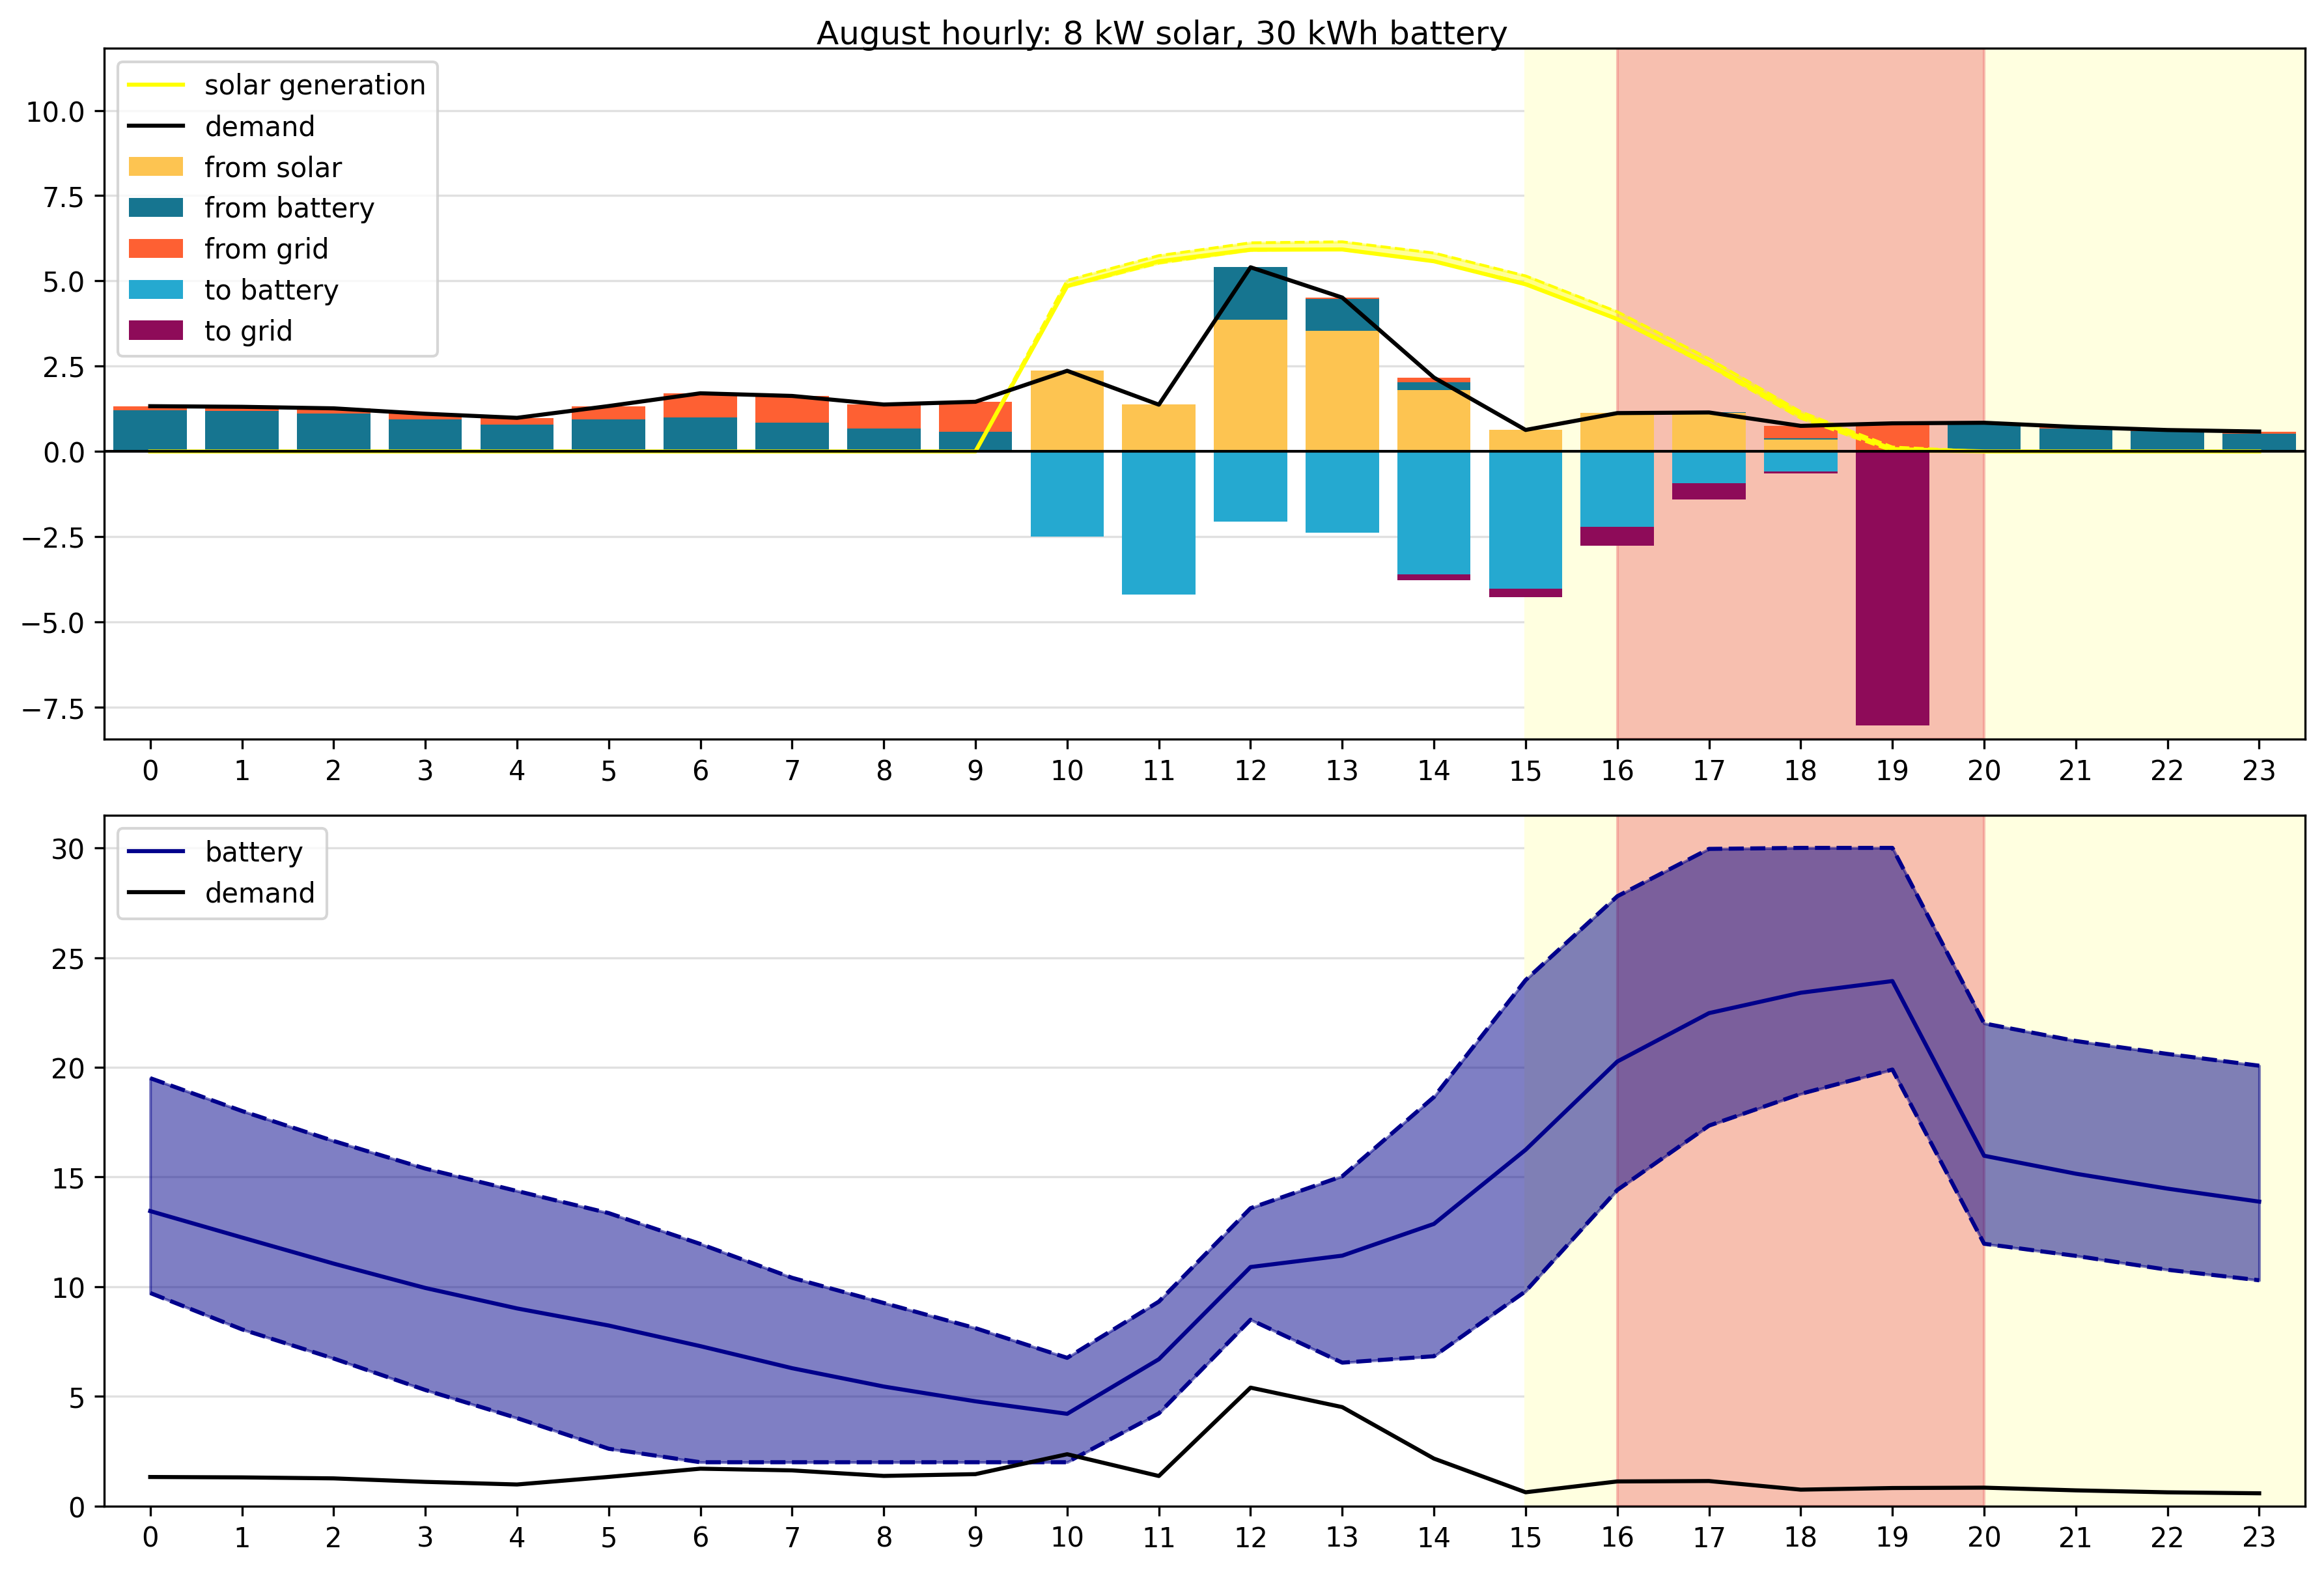 August hourly: 8 kW solar, 30 kWh battery
solar generation
demand
from solar
from battery
from grid
to battery
to grid
10.0
7.5
5.0
2.5
0.0
−2.5
−5.0
−7.5
0 1 2 3 4 5 6 7 8 9 10 11 12 13 14 15 16 17 18 19 20 21 22 23
battery
demand
30
25
20
15
10
5
0
0 1 2 3 4 5 6 7 8 9 10 11 12 13 14 15 16 17 18 19 20 21 22 23